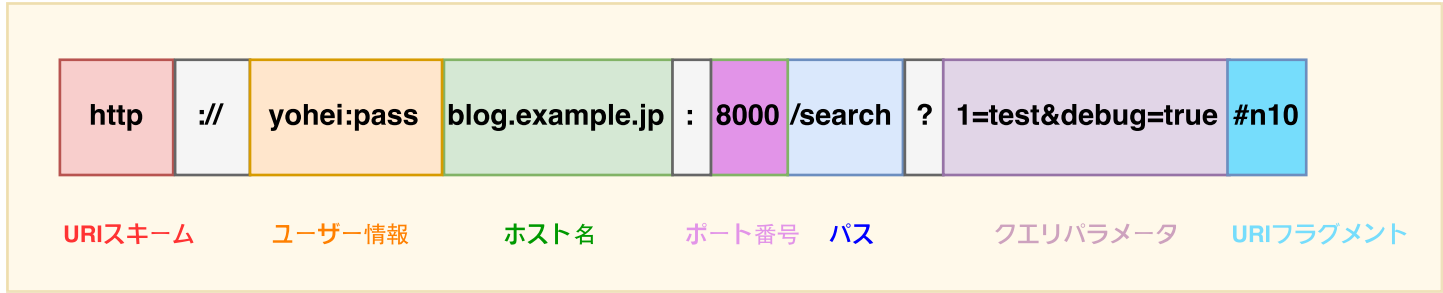 http :// yohei:pass blog.example.jp : 8000 /search ? 1=test&debug=true #n10
URIスキーム ユーザー情報 ホスト名 ポート番号 パス クエリパラメータ URIフラグメント